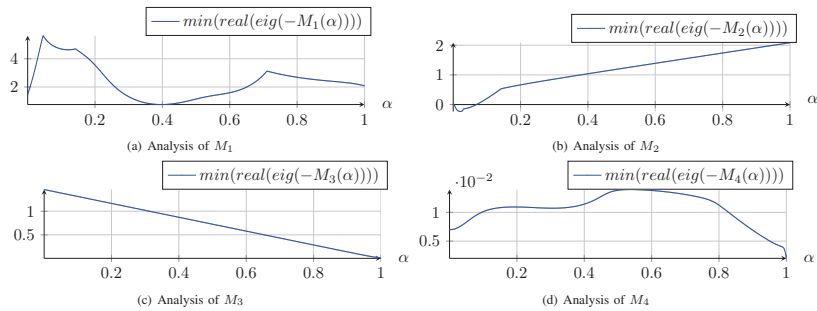 min(real(eig(−M₁(α))))
4
2
0.2 0.4 0.6 0.8 1
α
(a) Analysis of M₁
min(real(eig(−M₂(α))))
2
1
0
0.2 0.4 0.6 0.8 1
α
(b) Analysis of M₂
min(real(eig(−M₃(α))))
1
0.5
0.2 0.4 0.6 0.8 1
α
(c) Analysis of M₃
·10⁻²
min(real(eig(−M₄(α))))
1
0.5
0.2 0.4 0.6 0.8 1
α
(d) Analysis of M₄